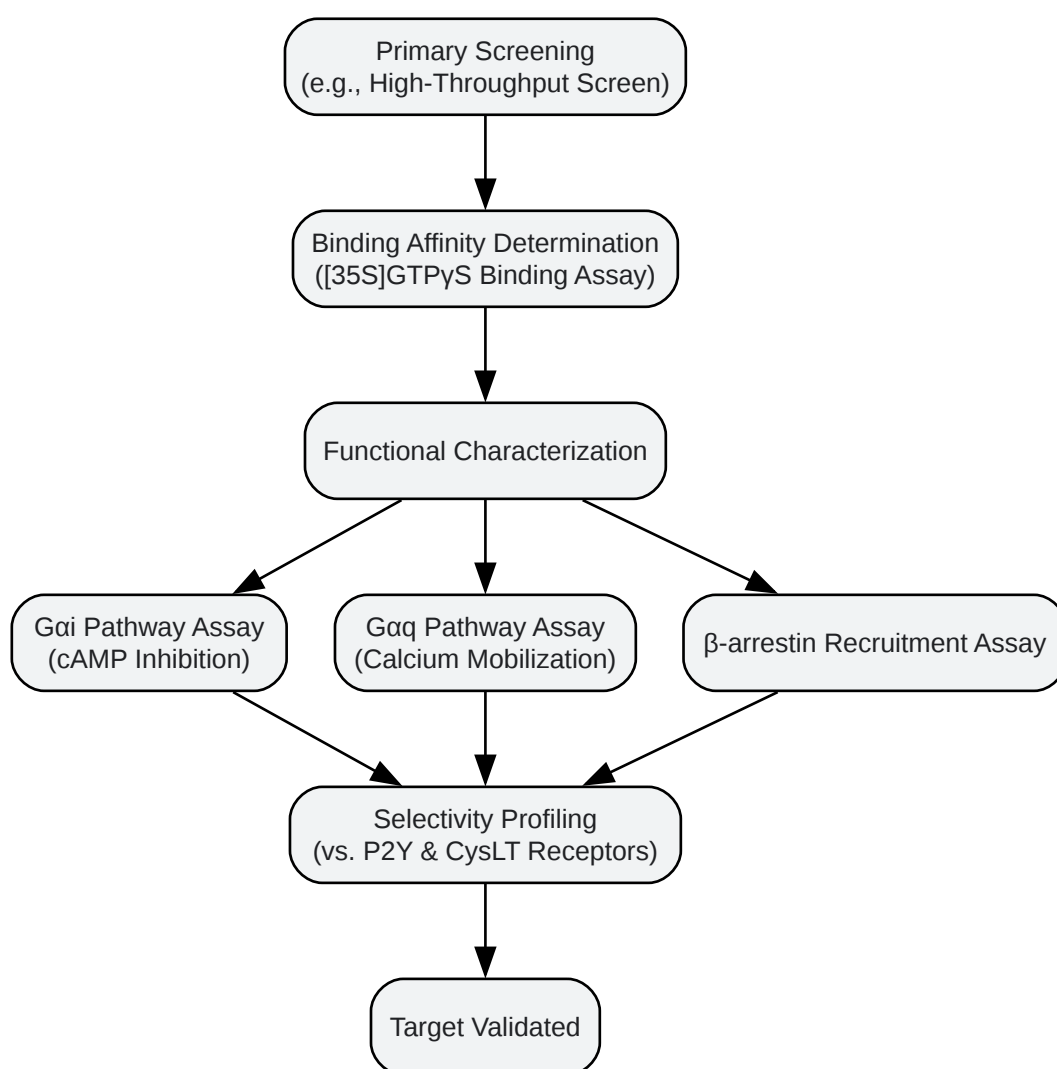 Primary Screening
(e.g., High-Throughput Screen)
Binding Affinity Determination
([35S]GTPγS Binding Assay)
Functional Characterization
Gαi Pathway Assay
(cAMP Inhibition)
Gαq Pathway Assay
(Calcium Mobilization)
β-arrestin Recruitment Assay
Selectivity Profiling
(vs. P2Y & CysLT Receptors)
Target Validated